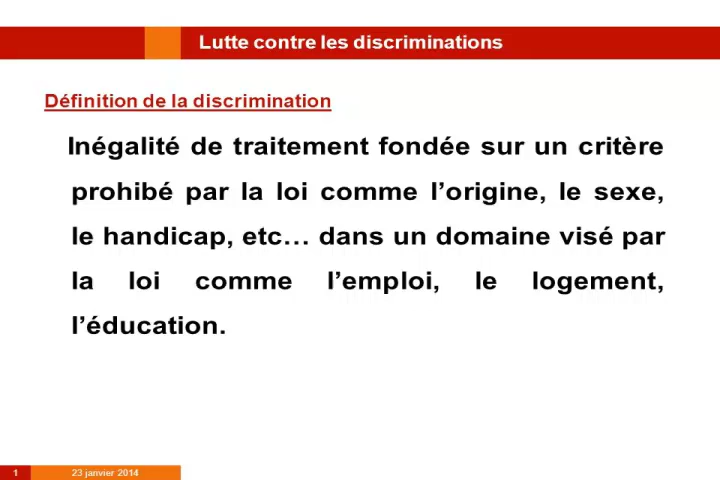 Lutte contre les discriminations
Définition de la discrimination
Inégalité de traitement fondée sur un critère
prohibé par la loi comme l’origine, le sexe,
le handicap, etc… dans un domaine visé par
la loi comme l’emploi, le logement,
l’éducation.
1 23 janvier 2014